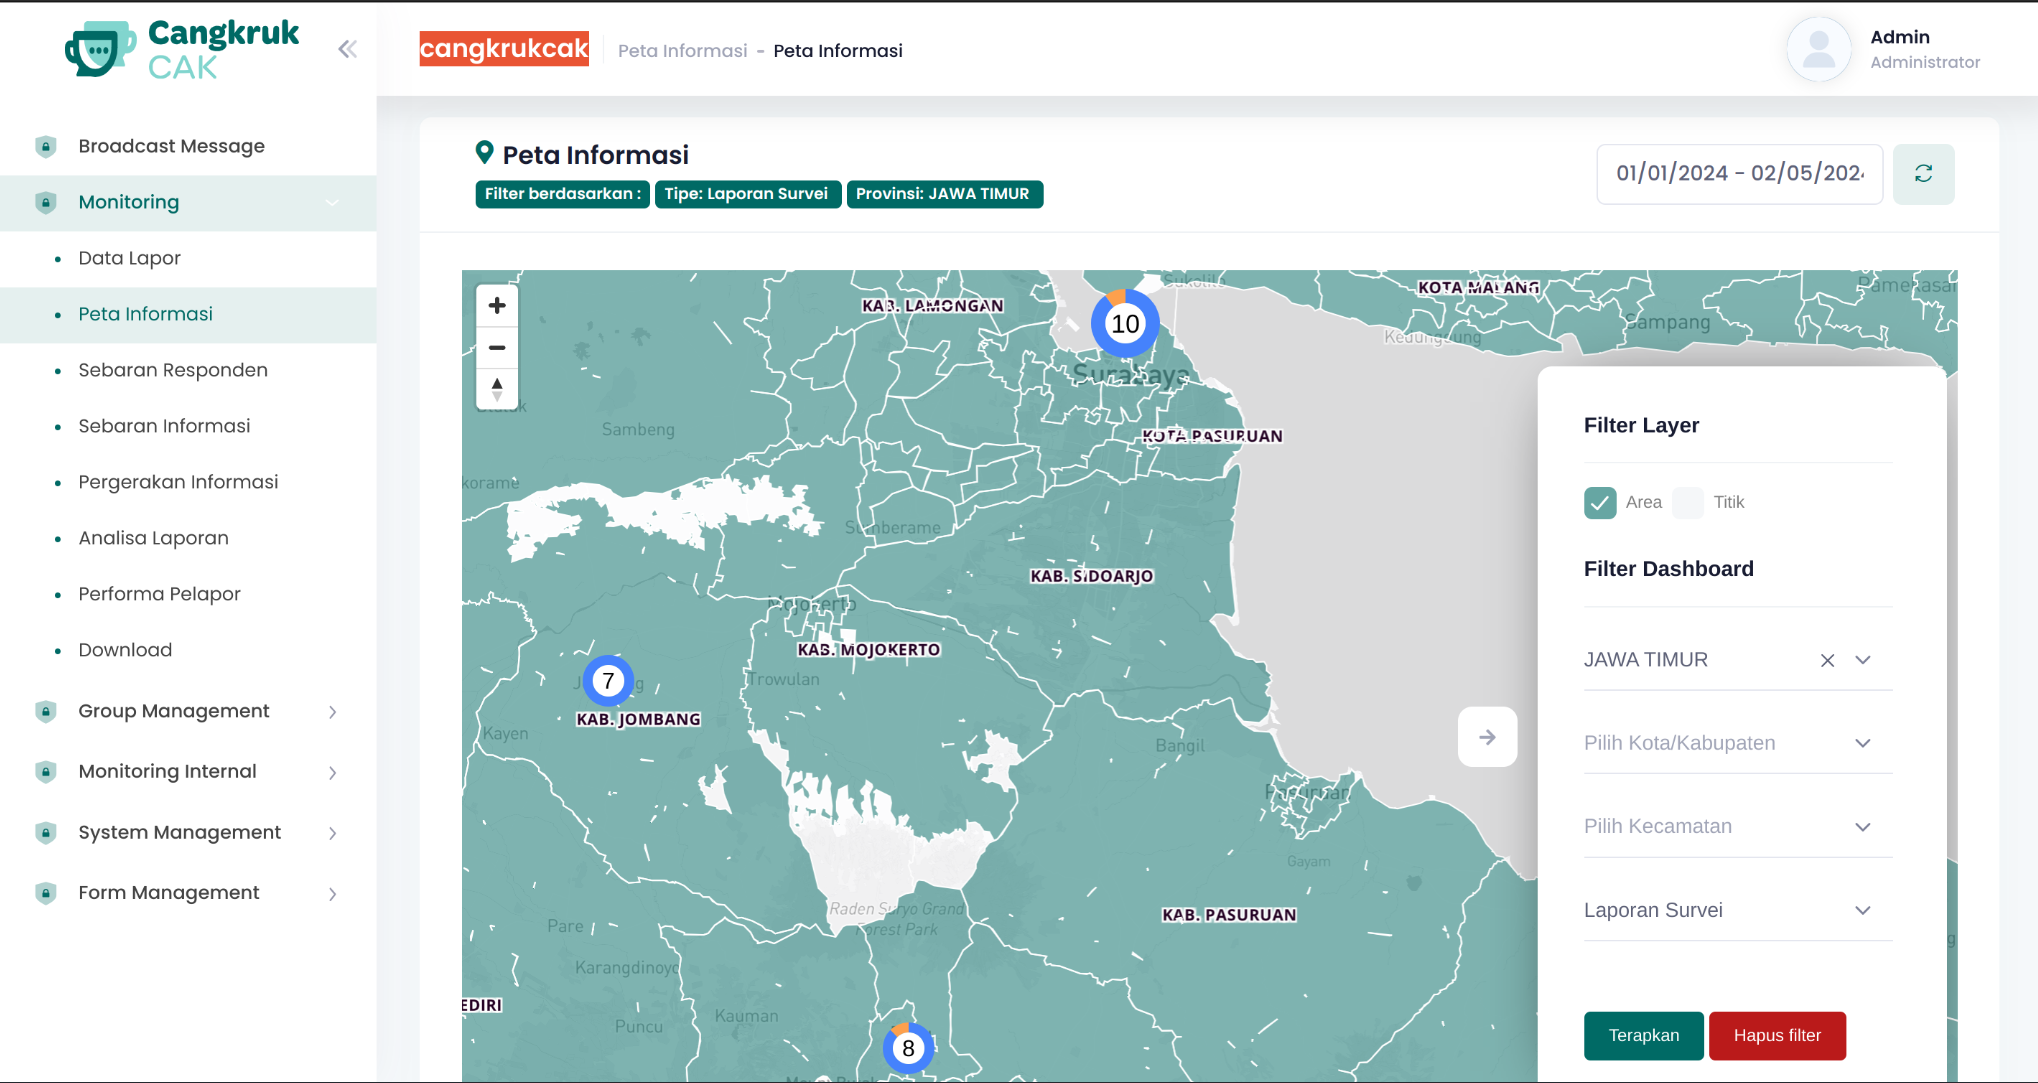 Cangkruk
CAK
cangkrukcak
Peta Informasi - Peta Informasi
Admin
Administrator
Broadcast Message
Monitoring
Data Lapor
Peta Informasi
Sebaran Responden
Sebaran Informasi
Pergerakan Informasi
Analisa Laporan
Performa Pelapor
Download
Group Management
Monitoring Internal
System Management
Form Management
Peta Informasi
Filter berdasarkan : Tipe: Laporan Survei Provinsi: JAWA TIMUR
01/01/2024 - 02/05/202
Sukolilo
KAB. LAMONGAN
10
KOTA MALANG
Pamekasan
Sampang
Kedungdung
Surabaya
Sambeng
KOTA PASURUAN
korame
Sumberame
KAB. SIDOARJO
Mojokerto
KAB. MOJOKERTO
Trowulan
7
KAB. JOMBANG
Kayen
Bangil
Pasuruan
Gayam
Raden Suryo Grand
Forest Park
KAB. PASURUAN
Pare
Karangdinoyo
EDIRI
Kauman
Puncu
8
Filter Layer
Area Titik
Filter Dashboard
JAWA TIMUR
Pilih Kota/Kabupaten
Pilih Kecamatan
Laporan Survei
Terapkan Hapus filter